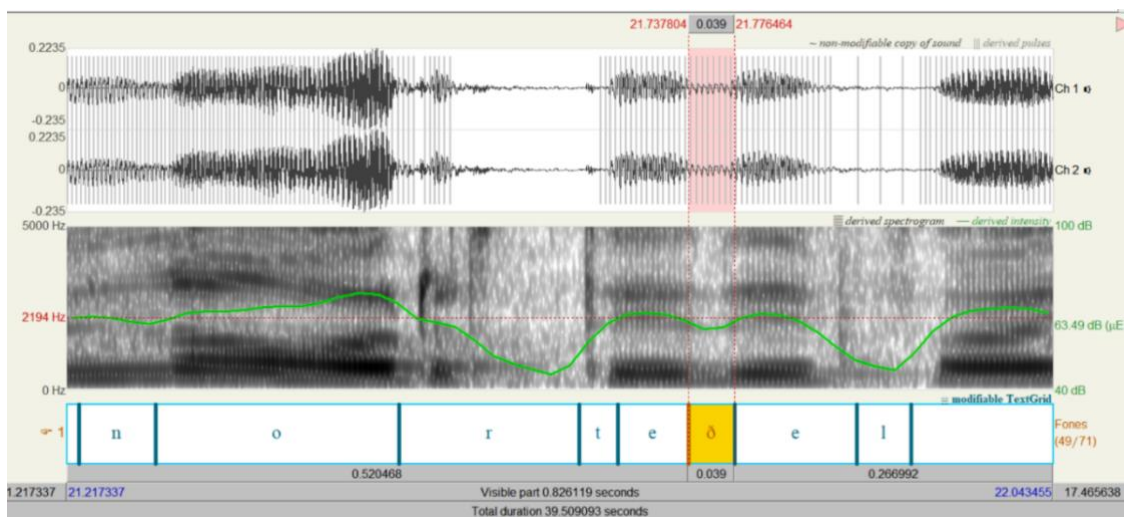 21.737804 0.039 21.776464
~ non-modifiable copy of sound derived pulses
0.2235
0
-0.235
0.2235
0
-0.235
Ch 1
Ch 2
derived spectrogram — derived intensity
5000 Hz
2194 Hz
0 Hz
100 dB
63.49 dB (µE
40 dB
modifiable TextGrid
1 n o r t e ð e l
Fones
(49/71)
0.520468 0.039 0.266992
1.217337 21.217337 Visible part 0.826119 seconds 22.043455 17.465638
Total duration 39.509093 seconds